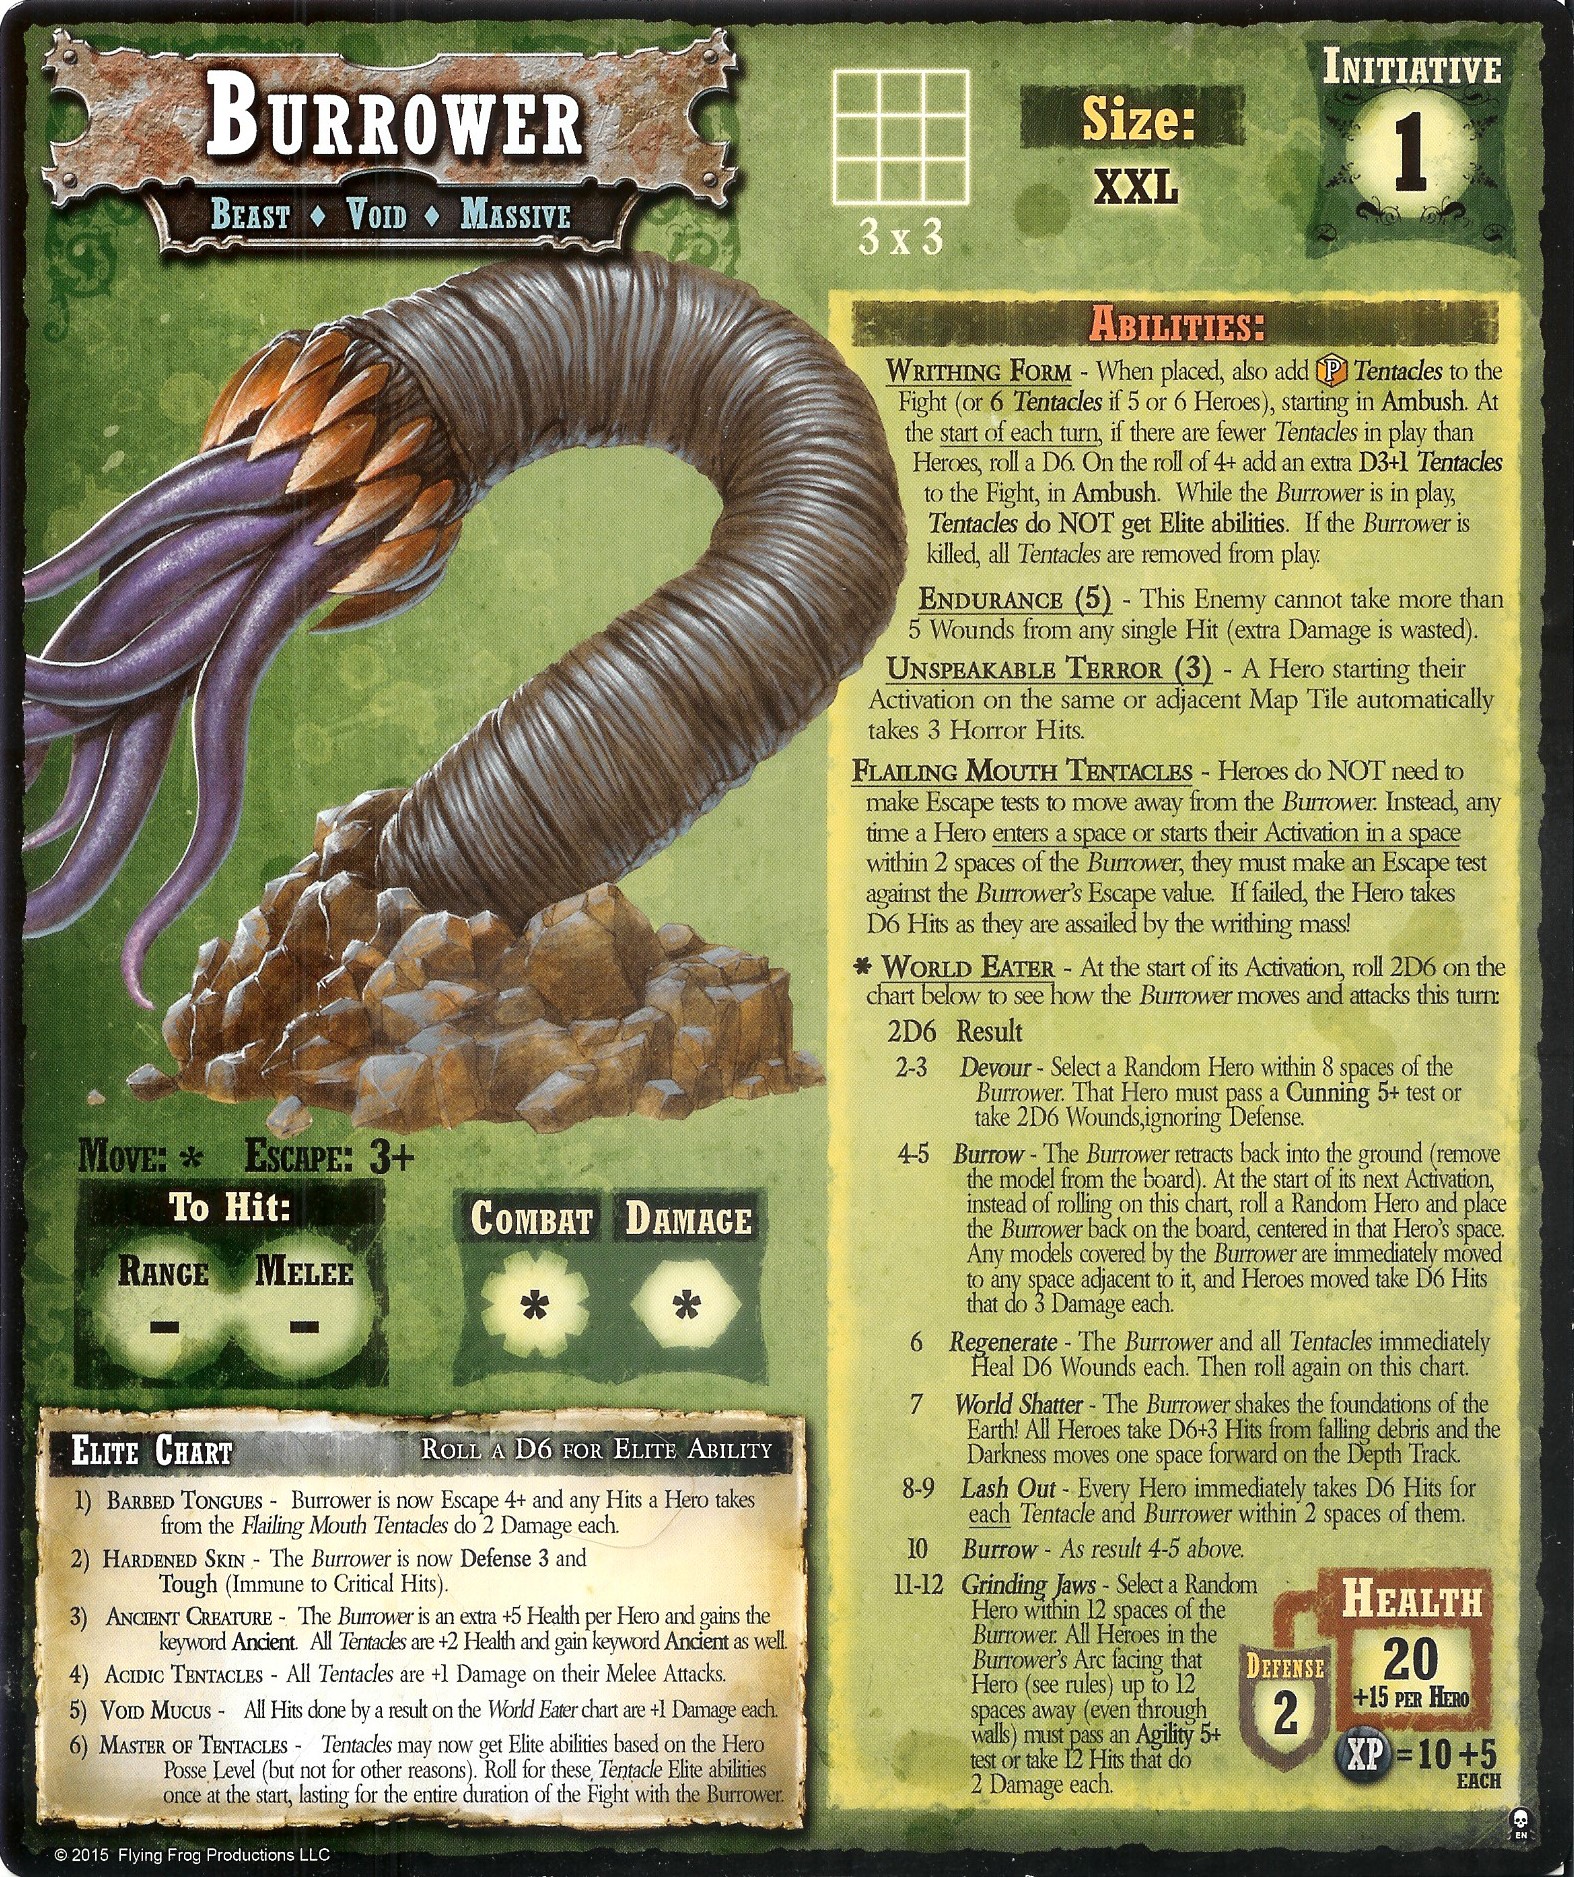 BURROWER
BEAST ♦ VOID ♦ MASSIVE
3 x 3
Size:
XXL
INITIATIVE
1
ABILITIES:
WRITHING FORM - When placed, also add P Tentacles to the
Fight (or 6 Tentacles if 5 or 6 Heroes), starting in Ambush. At
the start of each turn, if there are fewer Tentacles in play than
Heroes, roll a D6. On the roll of 4+ add an extra D3+1 Tentacles
to the Fight, in Ambush. While the Burrower is in play,
Tentacles do NOT get Elite abilities. If the Burrower is
killed, all Tentacles are removed from play.
ENDURANCE (5) - This Enemy cannot take more than
5 Wounds from any single Hit (extra Damage is wasted).
UNSPEAKABLE TERROR (3) - A Hero starting their
Activation on the same or adjacent Map Tile automatically
takes 3 Horror Hits.
FLAILING MOUTH TENTACLES - Heroes do NOT need to
make Escape tests to move away from the Burrower. Instead, any
time a Hero enters a space or starts their Activation in a space
within 2 spaces of the Burrower, they must make an Escape test
against the Burrower's Escape value. If failed, the Hero takes
D6 Hits as they are assailed by the writhing mass!
* WORLD EATER - At the start of its Activation, roll 2D6 on the
chart below to see how the Burrower moves and attacks this turn:
2D6 Result
2-3 Devour - Select a Random Hero within 8 spaces of the
Burrower. That Hero must pass a Cunning 5+ test or
take 2D6 Wounds,ignoring Defense.
4-5 Burrow - The Burrower retracts back into the ground (remove
the model from the board). At the start of its next Activation,
instead of rolling on this chart, roll a Random Hero and place
the Burrower back on the board, centered in that Hero's space.
Any models covered by the Burrower are immediately moved
to any space adjacent to it, and Heroes moved take D6 Hits
that do 3 Damage each.
6 Regenerate - The Burrower and all Tentacles immediately
Heal D6 Wounds each. Then roll again on this chart.
7 World Shatter - The Burrower shakes the foundations of the
Earth! All Heroes take D6+3 Hits from falling debris and the
Darkness moves one space forward on the Depth Track.
8-9 Lash Out - Every Hero immediately takes D6 Hits for
each Tentacle and Burrower within 2 spaces of them.
10 Burrow - As result 4-5 above.
11-12 Grinding Jaws - Select a Random
Hero within 12 spaces of the
Burrower. All Heroes in the
Burrower's Arc facing that
Hero (see rules) up to 12
spaces away (even through
walls) must pass an Agility 5+
test or take 12 Hits that do
2 Damage each.
MOVE: * ESCAPE: 3+
TO HIT:
RANGE MELEE
- -
COMBAT DAMAGE
* *
ELITE CHART ROLL A D6 FOR ELITE ABILITY
1) BARBED TONGUES - Burrower is now Escape 4+ and any Hits a Hero takes
from the Flailing Mouth Tentacles do 2 Damage each.
2) HARDENED SKIN - The Burrower is now Defense 3 and
Tough (Immune to Critical Hits).
3) ANCIENT CREATURE - The Burrower is an extra +5 Health per Hero and gains the
keyword Ancient. All Tentacles are +2 Health and gain keyword Ancient as well.
4) ACIDIC TENTACLES - All Tentacles are +1 Damage on their Melee Attacks.
5) VOID MUCUS - All Hits done by a result on the World Eater chart are +1 Damage each.
6) MASTER OF TENTACLES - Tentacles may now get Elite abilities based on the Hero
Posse Level (but not for other reasons). Roll for these Tentacle Elite abilities
once at the start, lasting for the entire duration of the Fight with the Burrower.
DEFENSE
2
HEALTH
20
+15 PER HERO
XP = 10 +5
EACH
EN
© 2015 Flying Frog Productions LLC